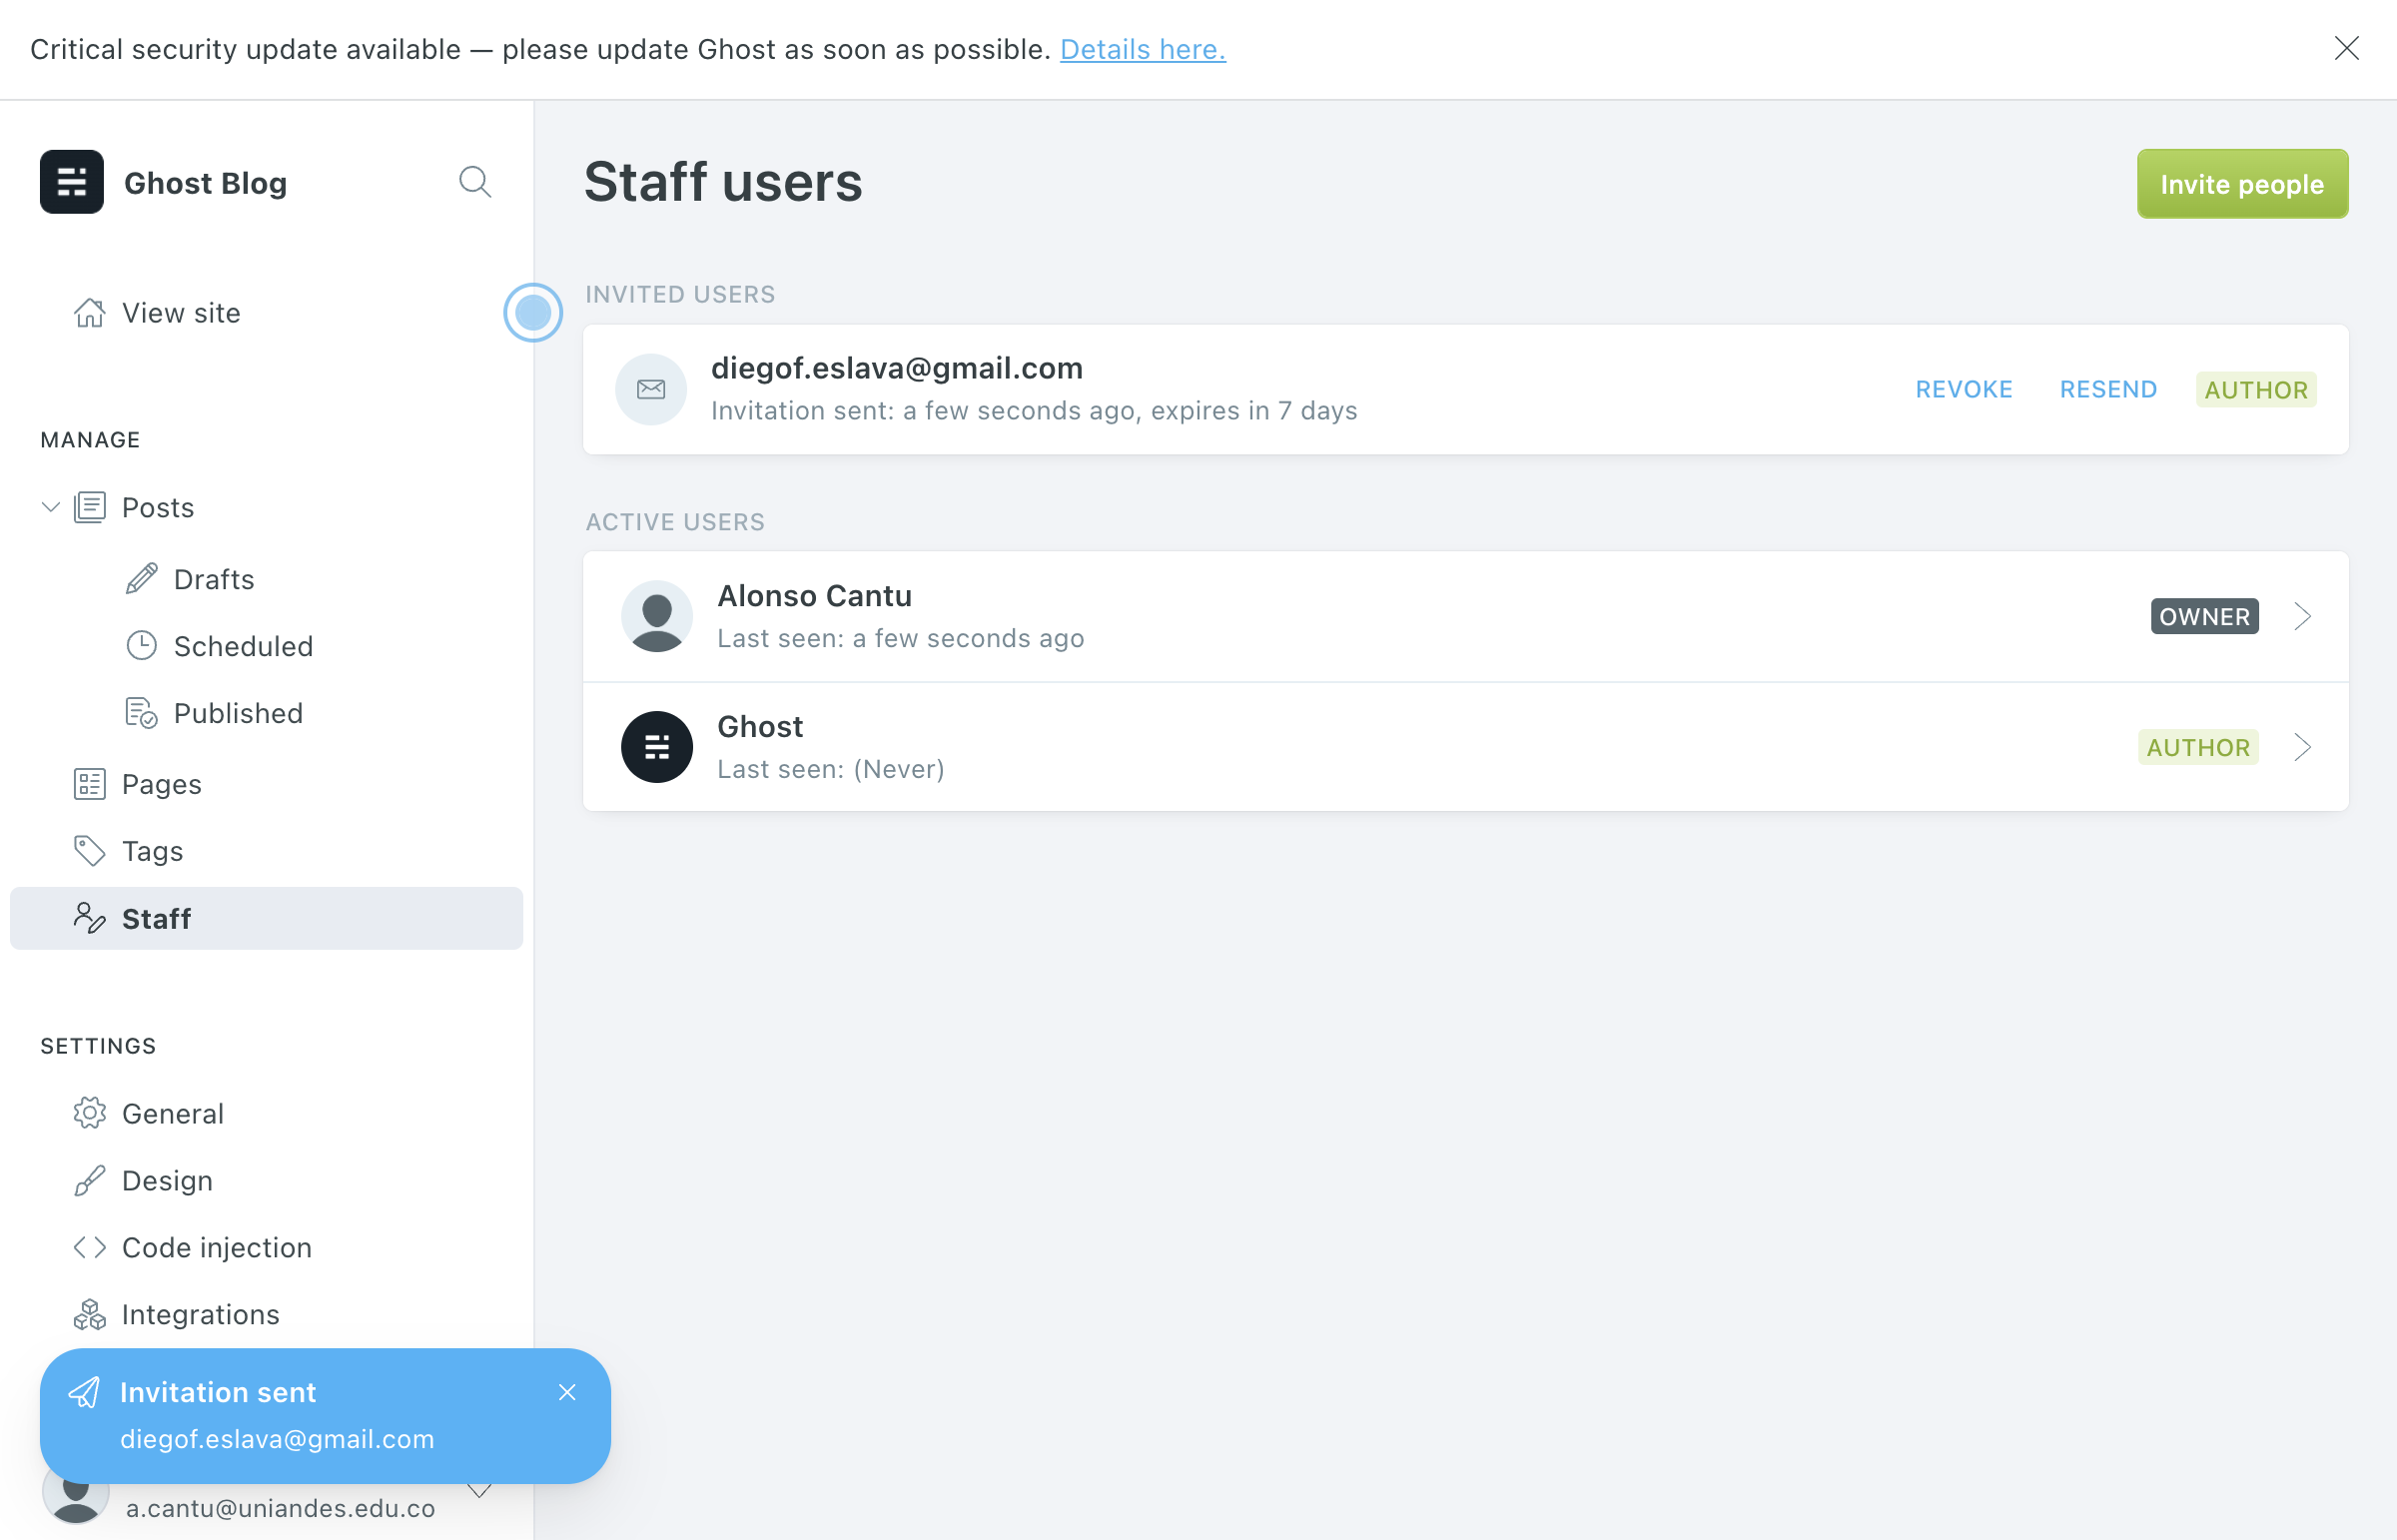 Critical security update available — please update Ghost as soon as possible. Details here.
Ghost Blog
View site
MANAGE
Posts
Drafts
Scheduled
Published
Pages
Tags
Staff
SETTINGS
General
Design
Code injection
Integrations
Invitation sent
diegof.eslava@gmail.com
a.cantu@uniandes.edu.co
Staff users
Invite people
INVITED USERS
diegof.eslava@gmail.com
Invitation sent: a few seconds ago, expires in 7 days
REVOKE RESEND AUTHOR
ACTIVE USERS
Alonso Cantu
Last seen: a few seconds ago
OWNER
Ghost
Last seen: (Never)
AUTHOR